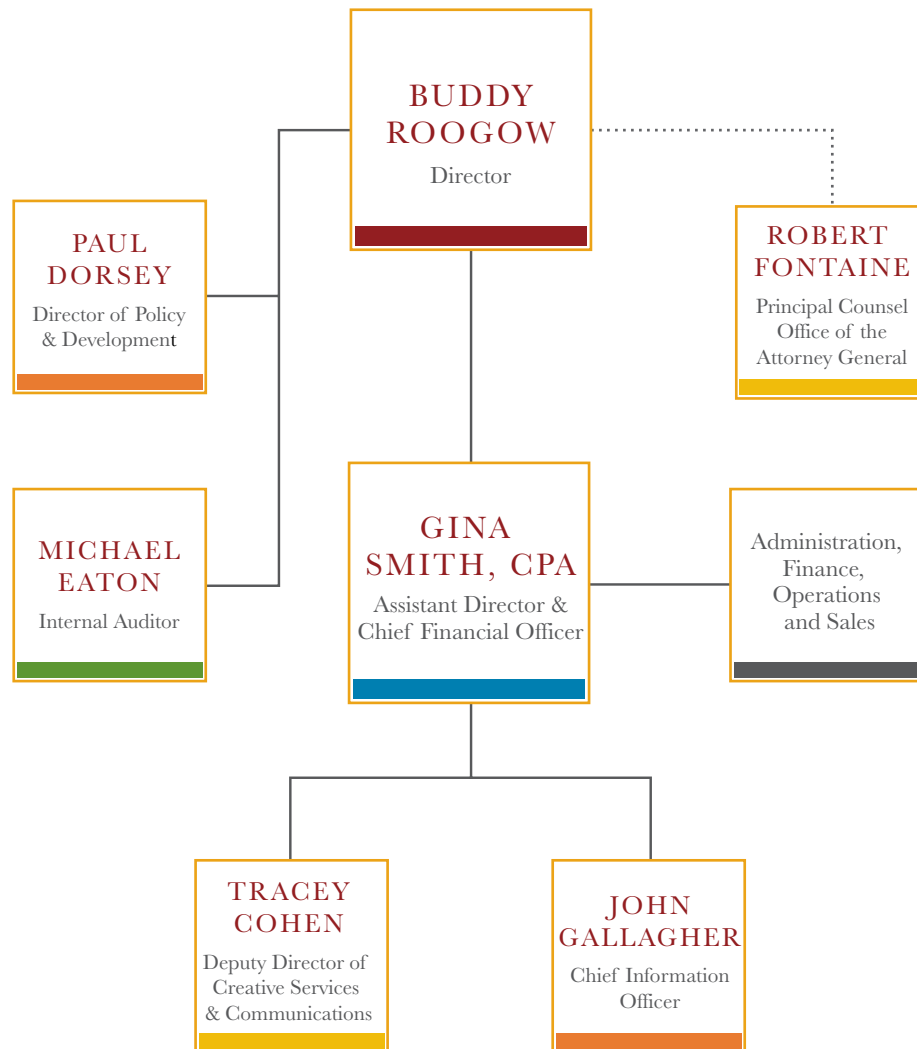 BUDDY
ROOGOW
Director
PAUL
DORSEY
Director of Policy
& Development
ROBERT
FONTAINE
Principal Counsel
Office of the
Attorney General
MICHAEL
EATON
Internal Auditor
GINA
SMITH, CPA
Assistant Director &
Chief Financial Officer
Administration,
Finance,
Operations
and Sales
TRACEY
COHEN
Deputy Director of
Creative Services
& Communications
JOHN
GALLAGHER
Chief Information
Officer